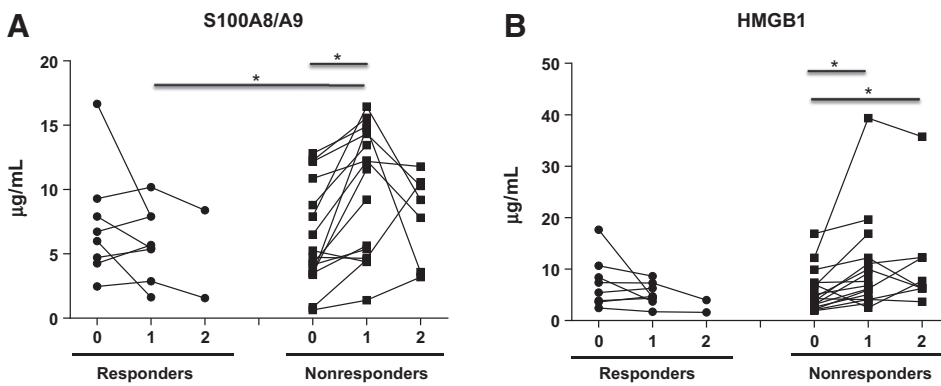 A
S100A8/A9
20
15
10
5
0
µg/mL
*
*
0 1 2 0 1 2
Responders Nonresponders
B
HMGB1
50
40
30
20
10
0
µg/mL
*
*
0 1 2 0 1 2
Responders Nonresponders